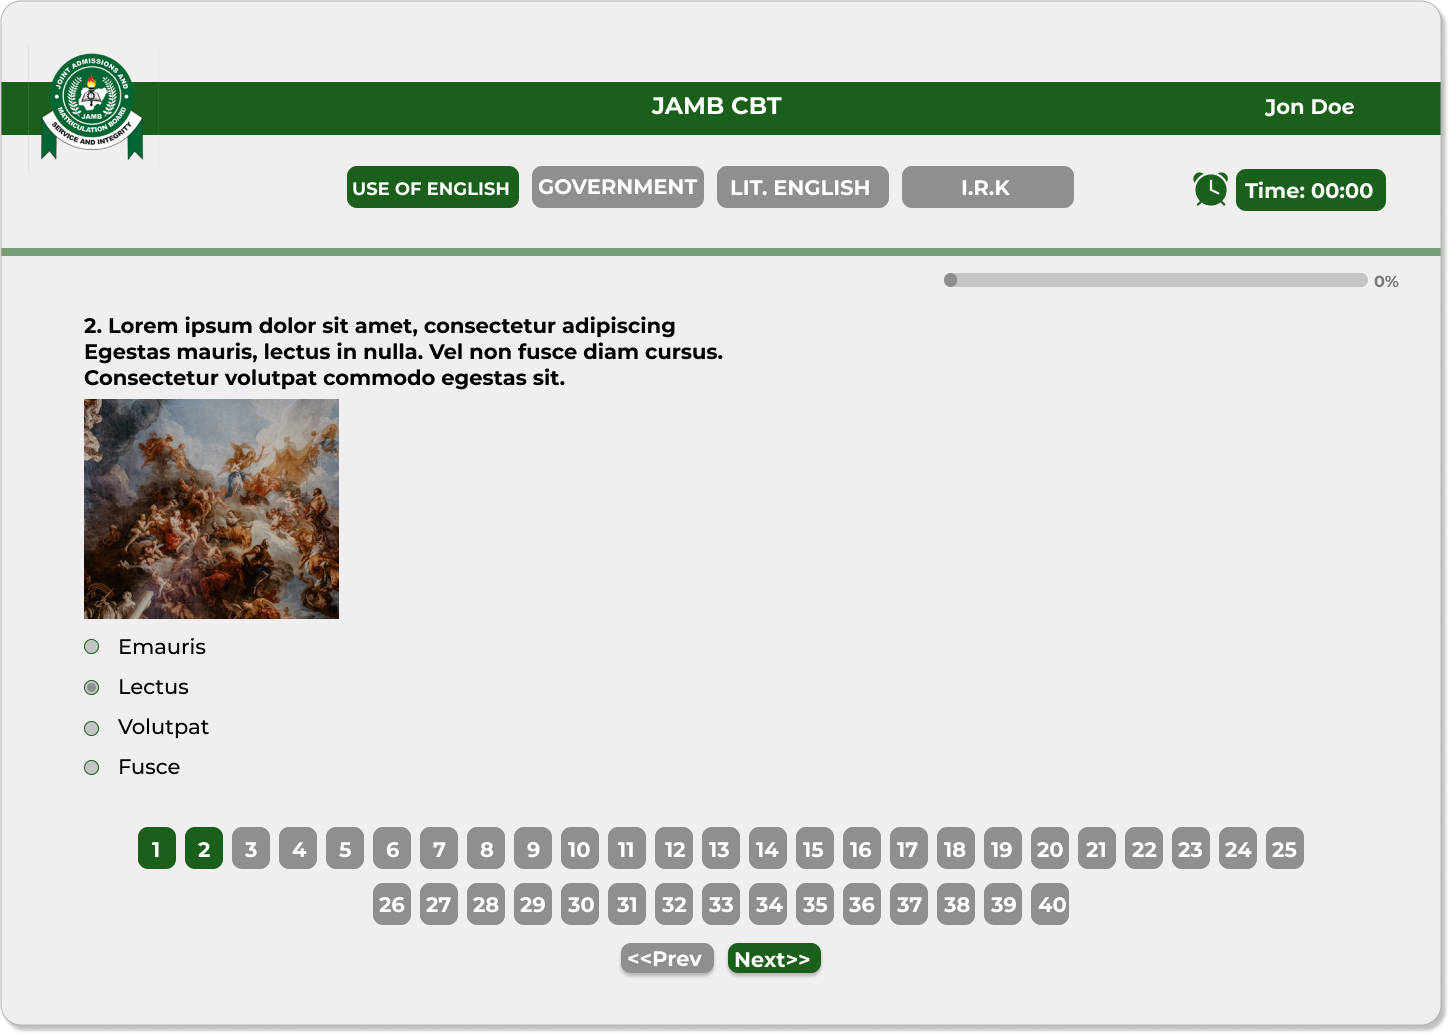 JOINT ADMISSIONS AND
MATRICULATION BOARD
JAMB
SERVICE AND INTEGRITY
JAMB CBT
Jon Doe
USE OF ENGLISH
GOVERNMENT
LIT. ENGLISH
I.R.K
Time: 00:00
0%
2. Lorem ipsum dolor sit amet, consectetur adipiscing
Egestas mauris, lectus in nulla. Vel non fusce diam cursus.
Consectetur volutpat commodo egestas sit.
Emauris
Lectus
Volutpat
Fusce
1 2 3 4 5 6 7 8 9 10 11 12 13 14 15 16 17 18 19 20 21 22 23 24 25
26 27 28 29 30 31 32 33 34 35 36 37 38 39 40
<<Prev Next>>